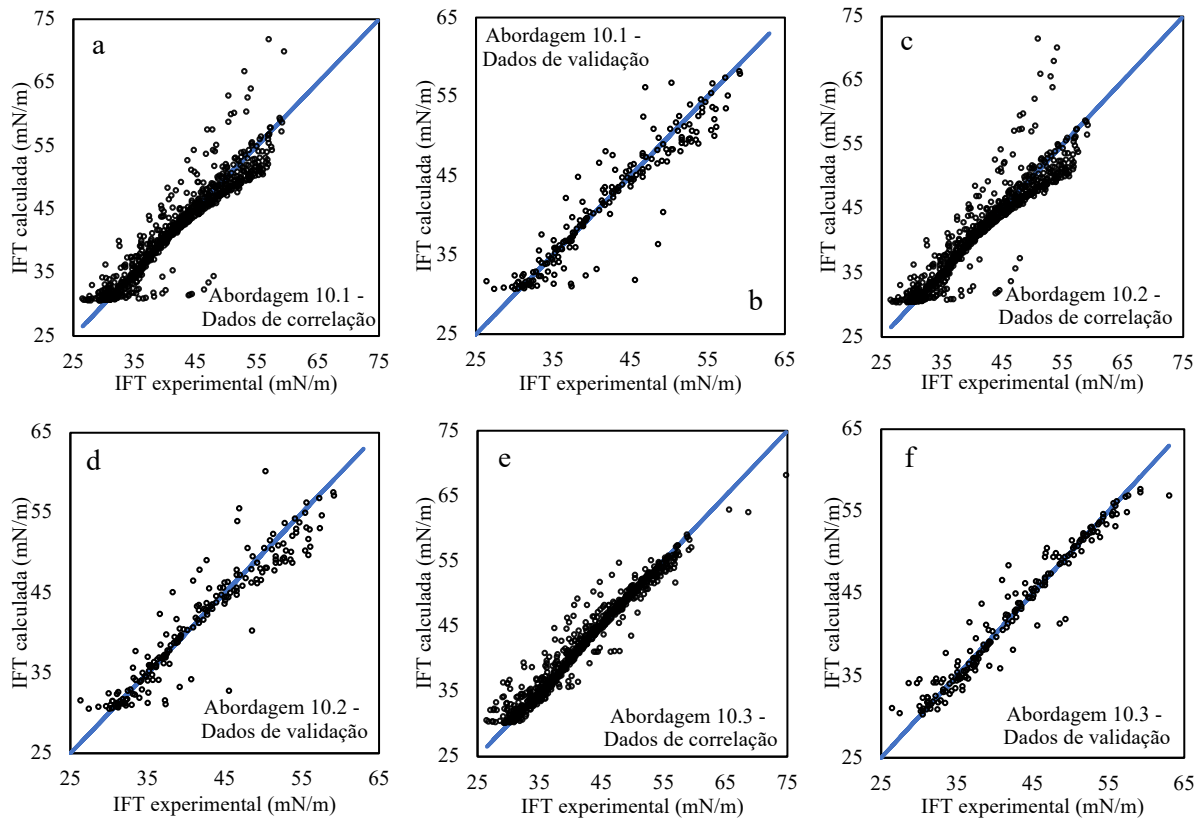 a
75
65
55
45
35
25
IFT calculada (mN/m)
Abordagem 10.1 -
Dados de correlação
25 35 45 55 65 75
IFT experimental (mN/m)
b
65
55
45
35
25
IFT calculada (mN/m)
Abordagem 10.1 -
Dados de validação
25 35 45 55 65
IFT experimental (mN/m)
c
75
65
55
45
35
25
IFT calculada (mN/m)
Abordagem 10.2 -
Dados de correlação
25 35 45 55 65 75
IFT experimental (mN/m)
d
65
55
45
35
25
IFT calculada (mN/m)
Abordagem 10.2 -
Dados de validação
25 35 45 55 65
IFT experimental (mN/m)
e
75
65
55
45
35
25
IFT calculada (mN/m)
Abordagem 10.3 -
Dados de correlação
25 35 45 55 65 75
IFT experimental (mN/m)
f
65
55
45
35
25
IFT calculada (mN/m)
Abordagem 10.3 -
Dados de validação
25 35 45 55 65
IFT experimental (mN/m)